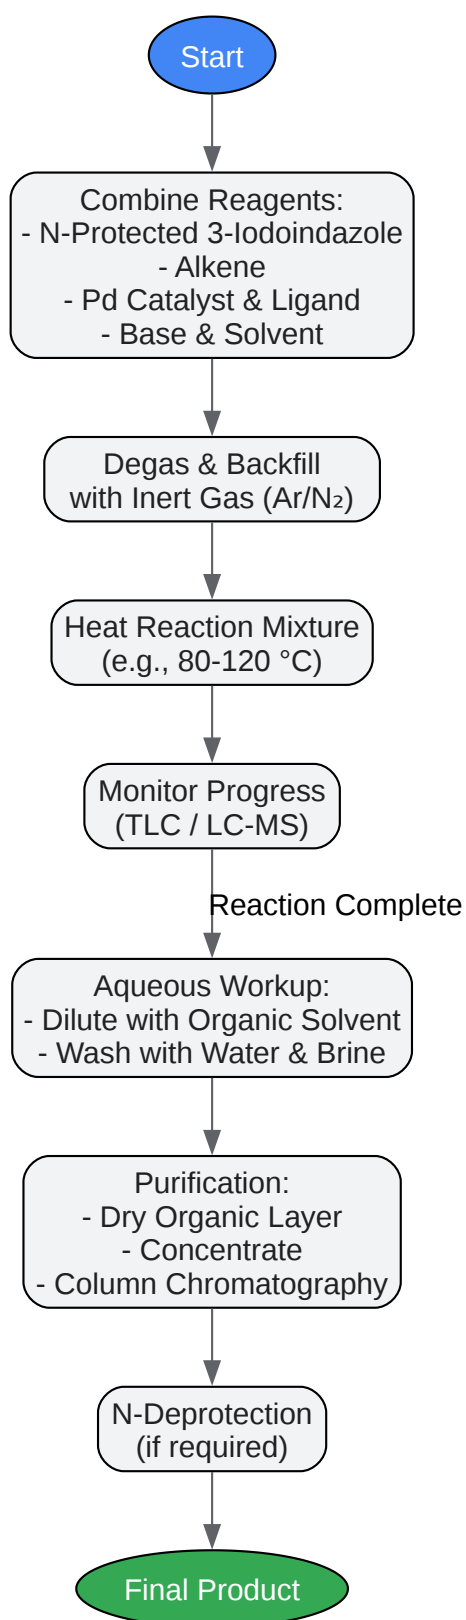 Start
Combine Reagents:
- N-Protected 3-Iodoindazole
- Alkene
- Pd Catalyst & Ligand
- Base & Solvent
Degas & Backfill
with Inert Gas (Ar/N₂)
Heat Reaction Mixture
(e.g., 80-120 °C)
Monitor Progress
(TLC / LC-MS)
Reaction Complete
Aqueous Workup:
- Dilute with Organic Solvent
- Wash with Water & Brine
Purification:
- Dry Organic Layer
- Concentrate
- Column Chromatography
N-Deprotection
(if required)
Final Product